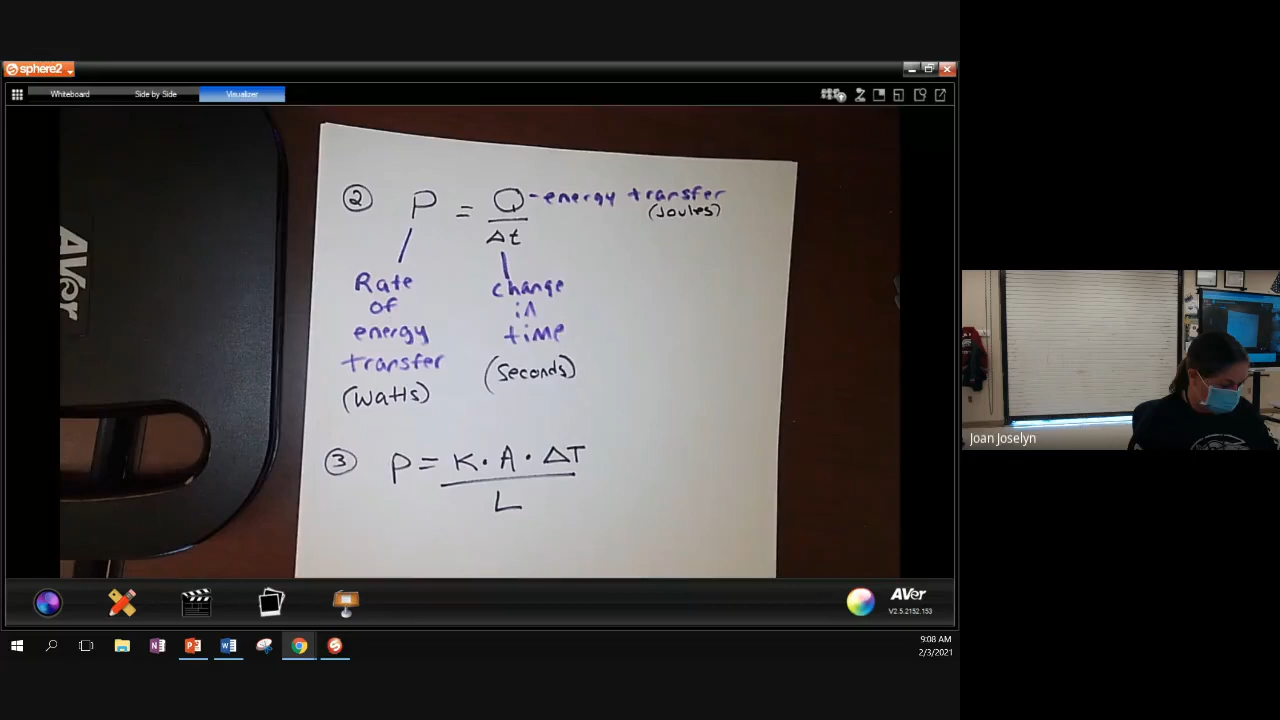 sphere2
Whiteboard
Side by Side
Visualizer
② P = Q - energy transfer
(Joules)
Δt
Rate
of
energy
transfer
(Watts)
change
in
time
(seconds)
③ P = K · A · ΔT
L
AVer
Joan Joselyn
AVer
V2.5.2152.153
9:08 AM
2/3/2021